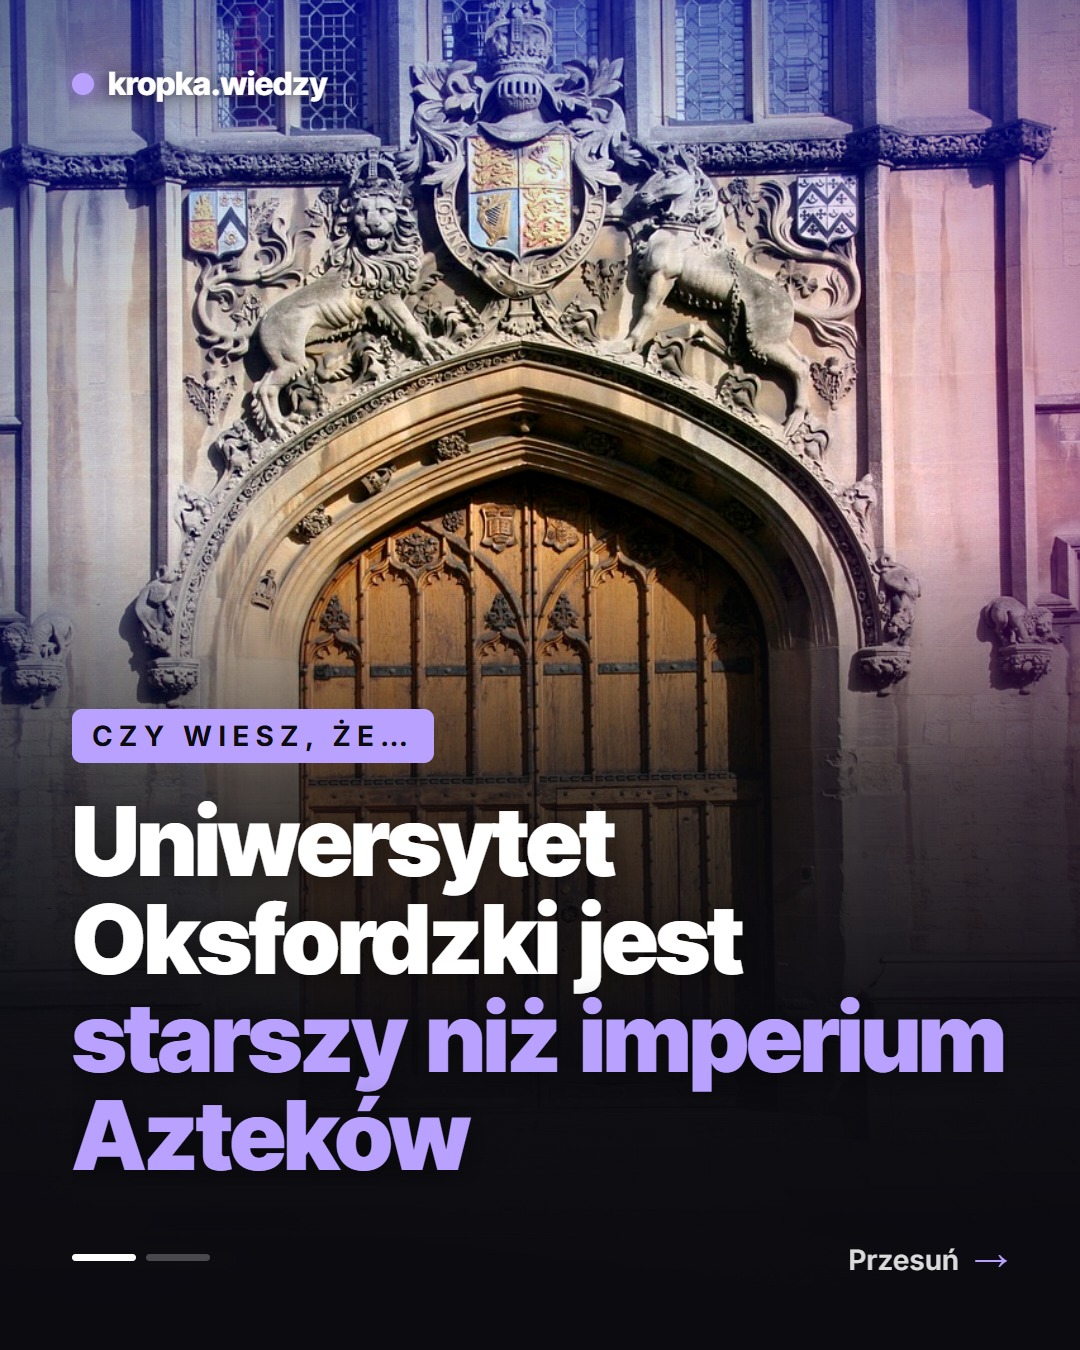 kropka.wiedzy
CZY WIESZ, ŻE...
Uniwersytet
Oksfordzki jest
starszy niż imperium
Azteków
Przesuń →